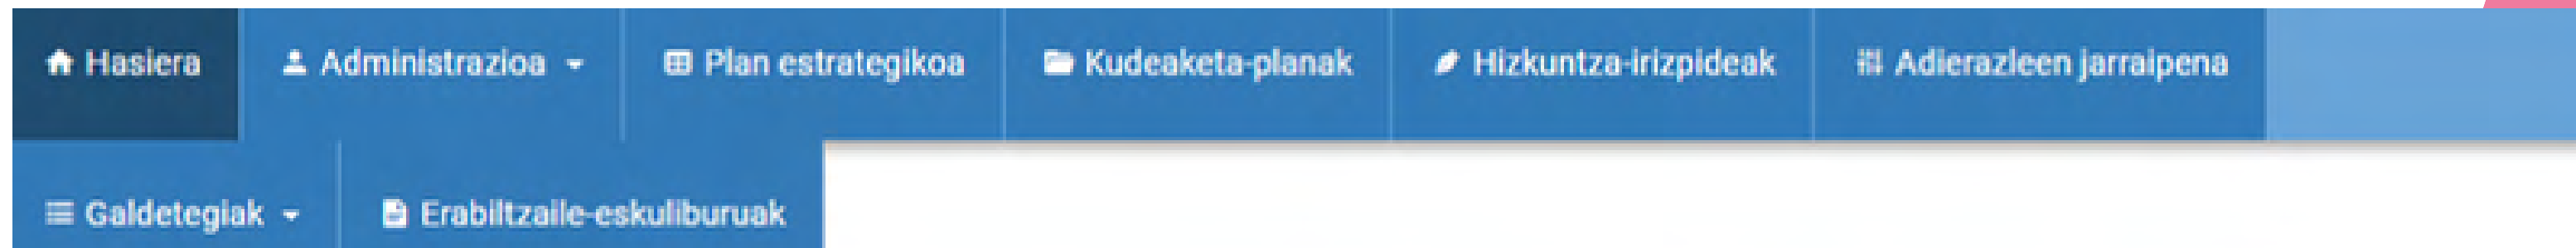 Hasiera Administrazioa Plan estrategikoa Kudeaketa-planak Hizkuntza-irizpideak Adierazleen jarraipena
Galdetegiak Erabiltzaile-eskuliburuak